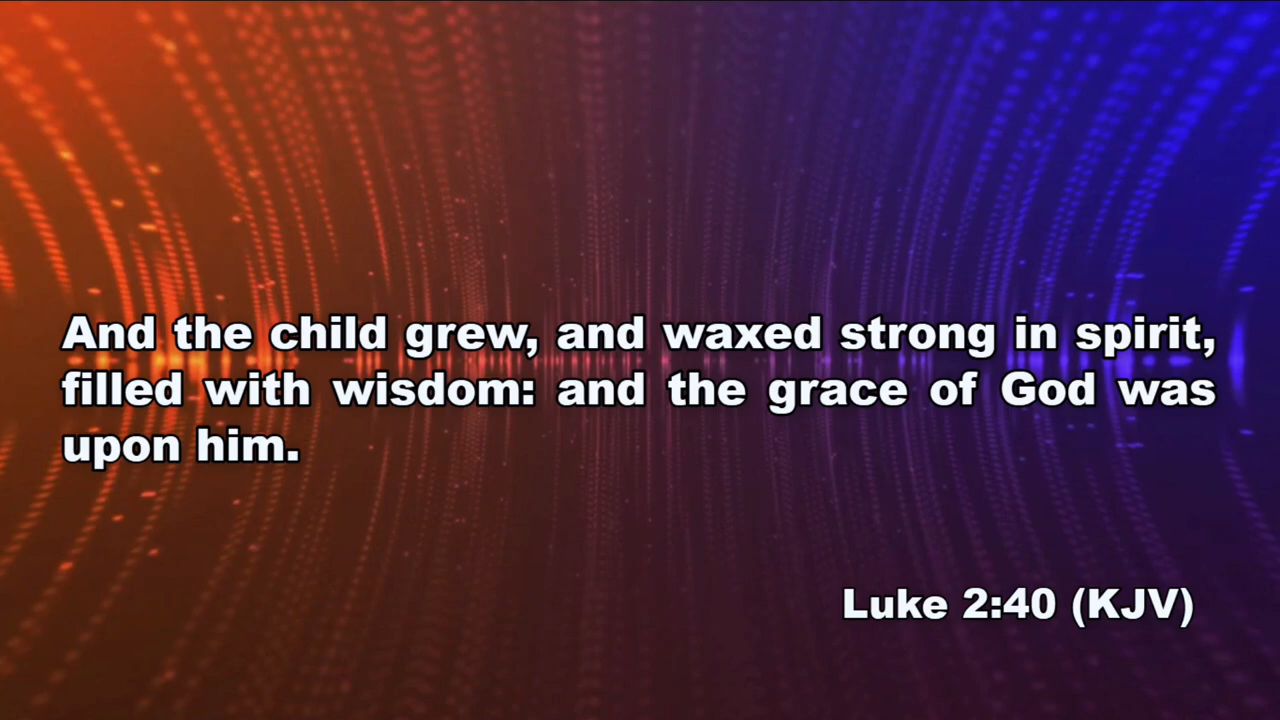 And the child grew, and waxed strong in spirit,
filled with wisdom: and the grace of God was
upon him.
Luke 2:40 (KJV)